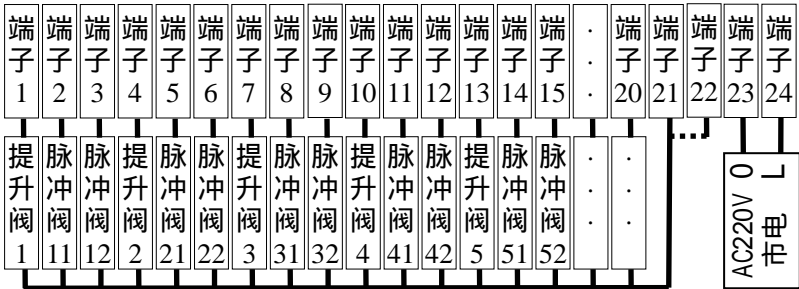 端子1 端子2 端子3 端子4 端子5 端子6 端子7 端子8 端子9 端子10 端子11 端子12 端子13 端子14 端子15 ... 端子20 端子21 端子22 端子23 端子24
提升阀1 脉冲阀11 脉冲阀12 提升阀2 脉冲阀21 脉冲阀22 提升阀3 脉冲阀31 脉冲阀32 提升阀4 脉冲阀41 脉冲阀42 提升阀5 脉冲阀51 脉冲阀52 ... ...
AC220V O L
市电